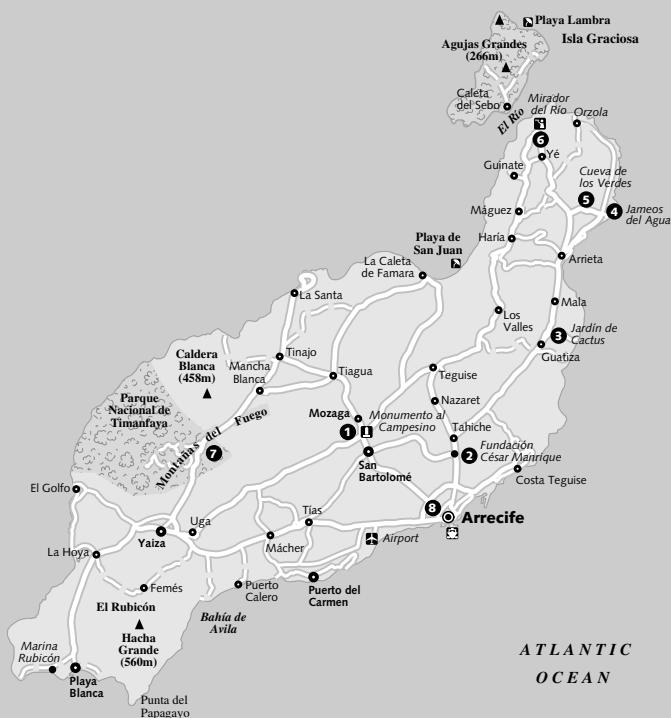 Playa Lambra
Isla Graciosa
Agujas Grandes
(266m)
Caleta
del Sebo
El Río
Mirador
del Río
Orzola
6
Yé
Guinate
Cueva de
los Verdes
5
4
Jameos
del Agua
Máguez
Haría
Playa de
San Juan
Arrieta
La Caleta
de Famara
La Santa
Mala
Los
Valles
3
Jardín de
Cactus
Guatiza
Caldera
Blanca
(458m)
Tinajo
Mancha
Blanca
Tiagua
Teguise
Parque
Nacional de
Timanfaya
Nazaret
Montañas del Fuego
7
Mozaga
Monumento al
Campesino
1
Tahiche
2
Fundación
César Manrique
San
Bartolomé
Costa Teguise
El Golfo
8
Arrecife
Tías
Uga
Yaiza
Mácher
Airport
La Hoya
Femés
Puerto
Calero
Puerto del
Carmen
El Rubicón
Bahía de
Avila
Hacha
Grande
(560m)
Marina
Rubicón
Playa
Blanca
Punta del
Papagayo
ATLANTIC
OCEAN